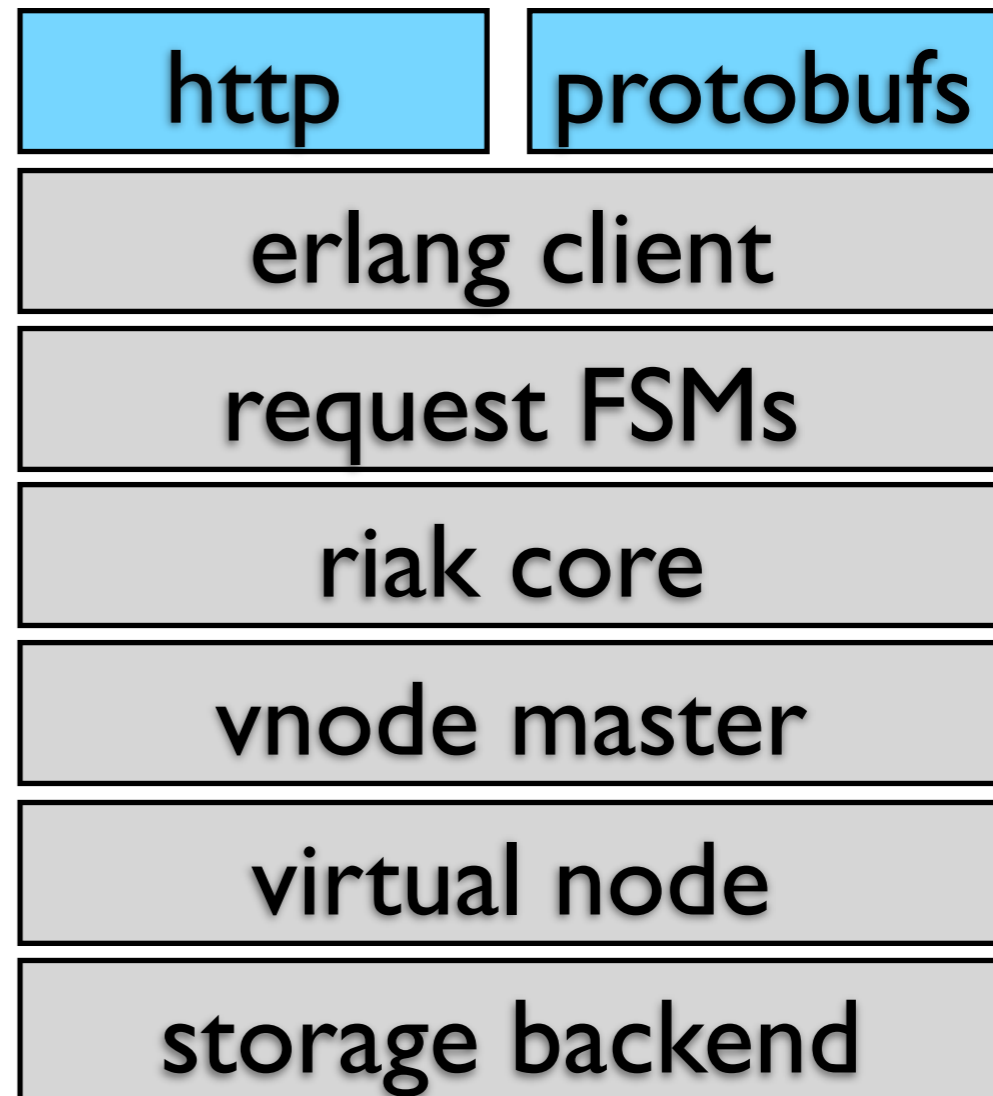 http protobufs
erlang client
request FSMs
riak core
vnode master
virtual node
storage backend